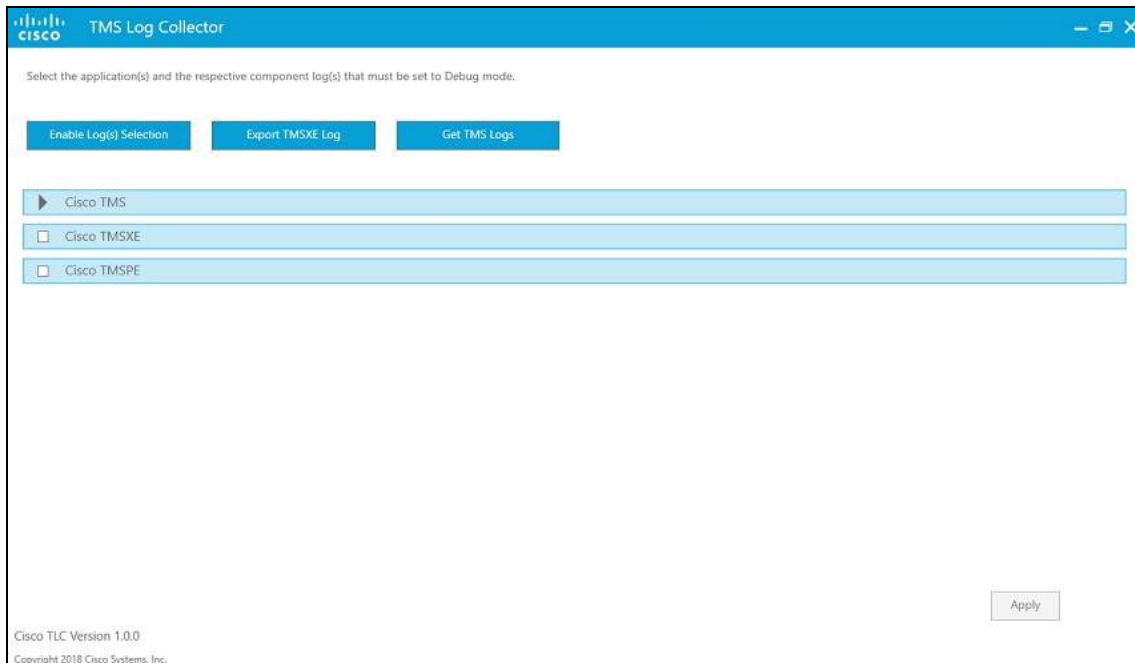 cisco TMS Log Collector
Select the application(s) and the respective component log(s) that must be set to Debug mode.
Enable Log(s) Selection Export TMSXE Log Get TMS Logs
Cisco TMS
Cisco TMSXE
Cisco TMSPE
Apply
Cisco TLC Version 1.0.0
Copyright 2018 Cisco Systems, Inc.